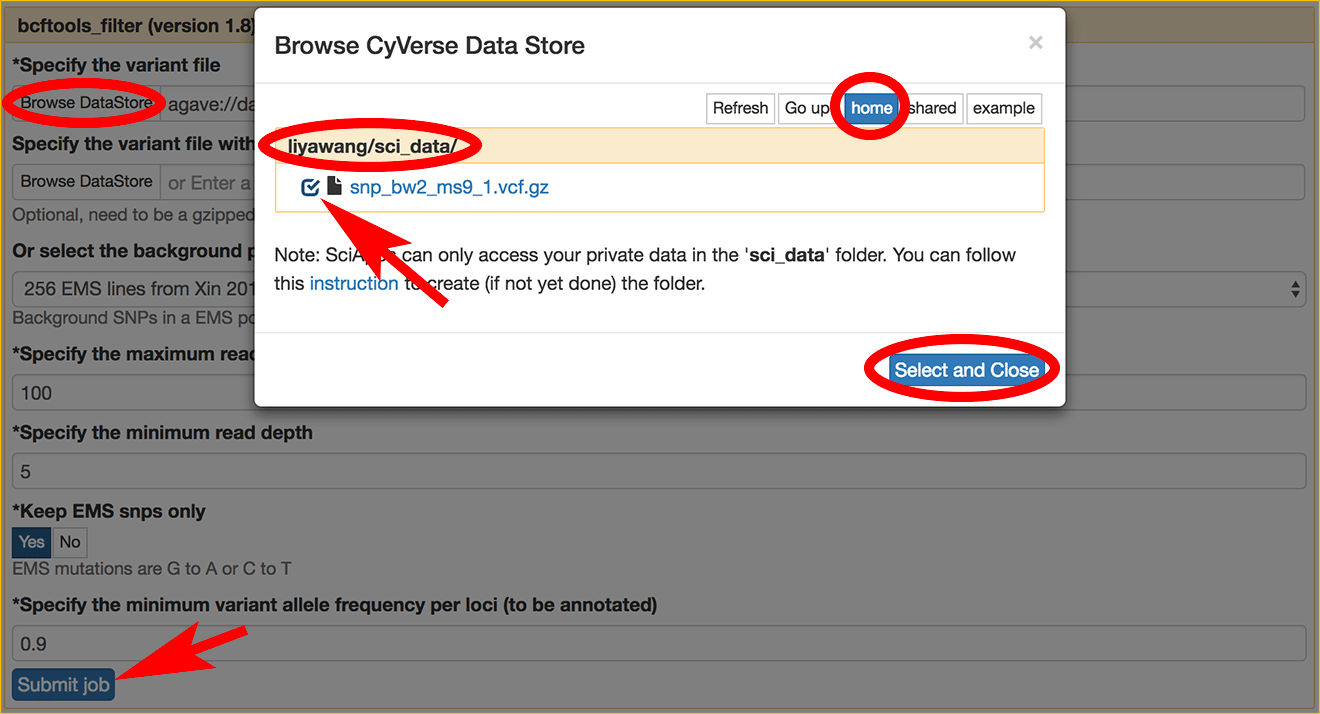 bcftools_filter (version 1.8)
*Specify the variant file
Browse DataStore agave://da
Specify the variant file with
Browse DataStore or Enter a
Optional, need to be a gzipped
Or select the background p
256 EMS lines from Xin 201
Background SNPs in a EMS po
*Specify the maximum read
100
*Specify the minimum read depth
5
*Keep EMS snps only
Yes No
EMS mutations are G to A or C to T
*Specify the minimum variant allele frequency per loci (to be annotated)
0.9
Submit job
Browse CyVerse Data Store ×
Refresh Go up home shared example
liyawang/sci_data/
snp_bw2_ms9_1.vcf.gz
Note: can only access your private data in the 'sci_data' folder. You can follow
this instruction to create (if not yet done) the folder.
Select and Close